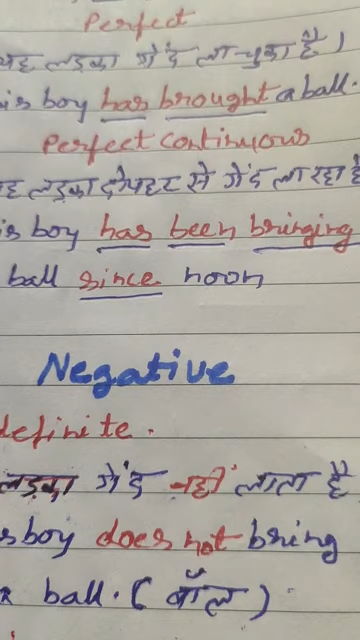 Perfect
यह लड़का गेंद ला चुका है।
is boy has brought a ball.
Perfect continuous
यह लड़का दोपहर से गेंद ला रहा है
is boy has been bringing
ball since noon
Negative
definite.
लड़का गेंद नहीं लाता है
s boy does not bring
a ball. (बॉल)